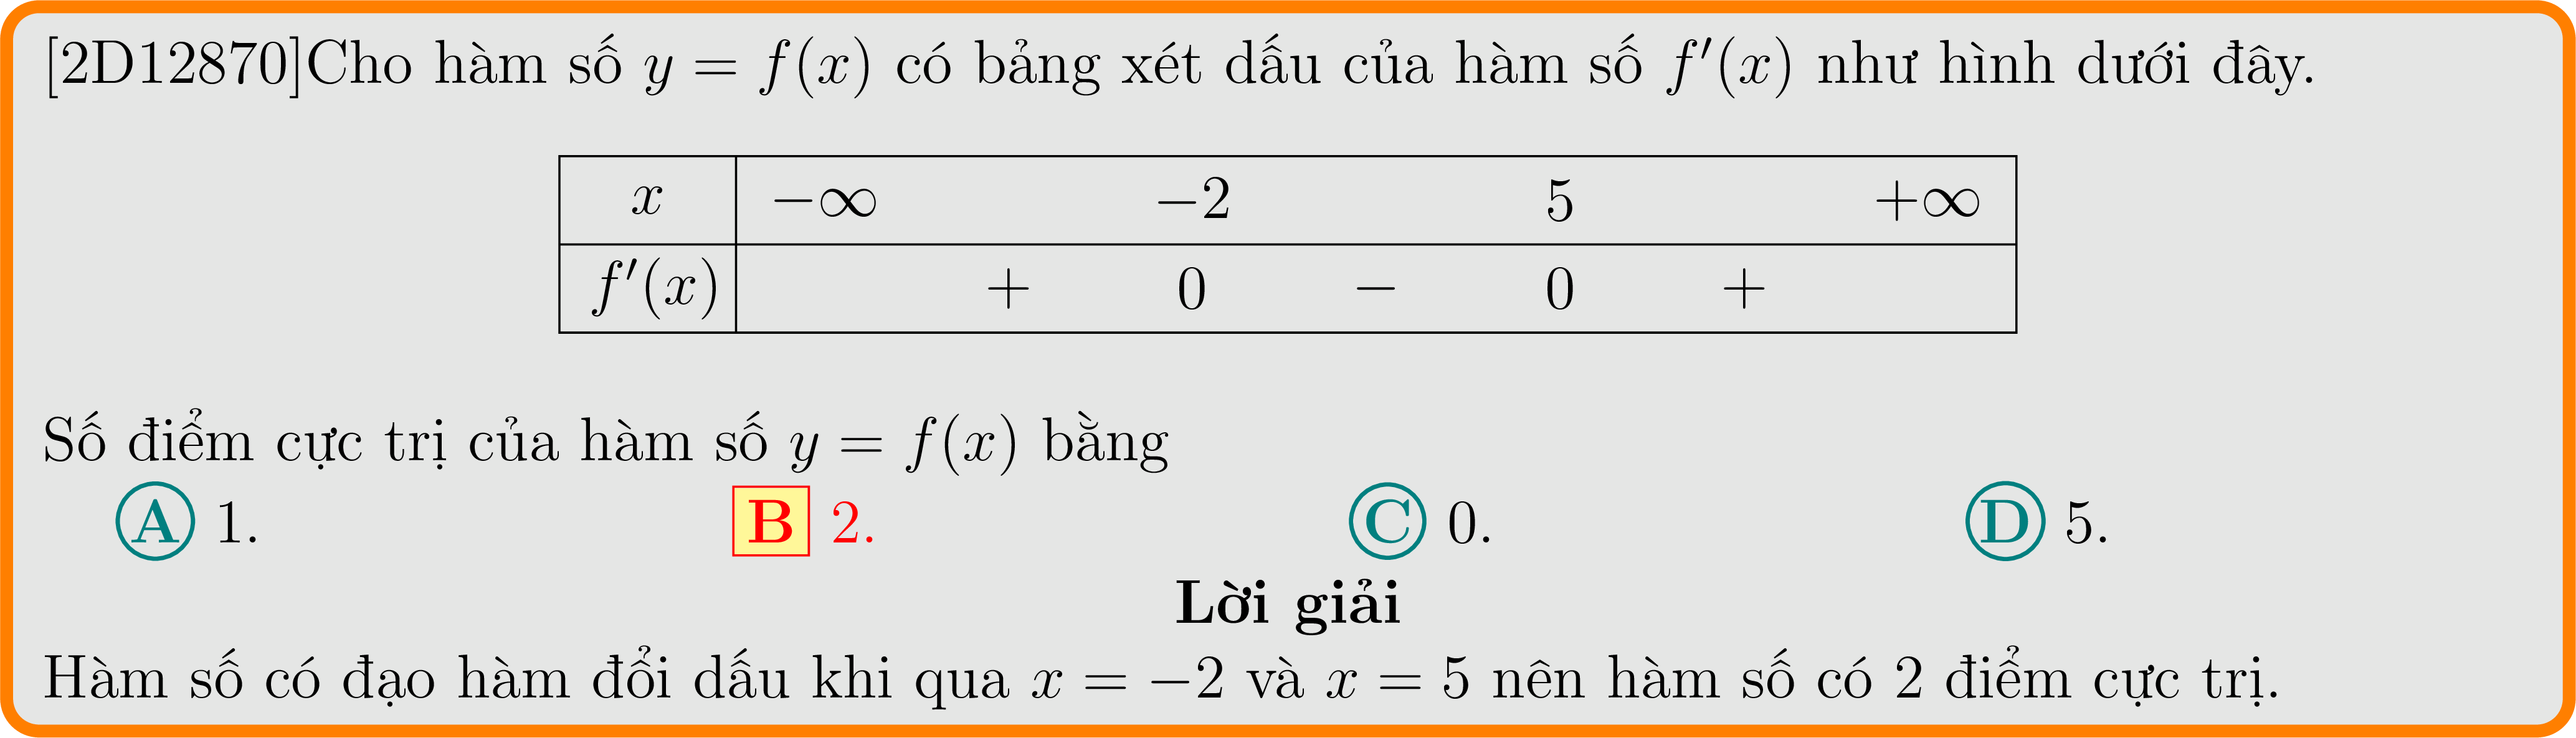 [2D12870]Cho hàm số y = f(x) có bảng xét dấu của hàm số f′(x) như hình dưới đây.
x −∞ −2 5 +∞
f′(x) + 0 − 0 +
Số điểm cực trị của hàm số y = f(x) bằng
A 1. B 2. C 0. D 5.
Lời giải
Hàm số có đạo hàm đổi dấu khi qua x = −2 và x = 5 nên hàm số có 2 điểm cực trị.